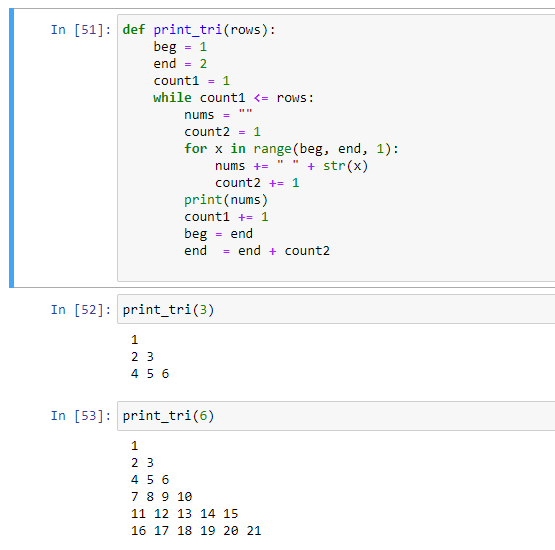 In [51]: def print_tri(rows):
    beg = 1
    end = 2
    count1 = 1
    while count1 <= rows:
        nums = ""
        count2 = 1
        for x in range(beg, end, 1):
            nums += " " + str(x)
            count2 += 1
        print(nums)
        count1 += 1
        beg = end
        end  = end + count2
In [52]: print_tri(3)
 1
 2 3
 4 5 6
In [53]: print_tri(6)
 1
 2 3
 4 5 6
 7 8 9 10
 11 12 13 14 15
 16 17 18 19 20 21